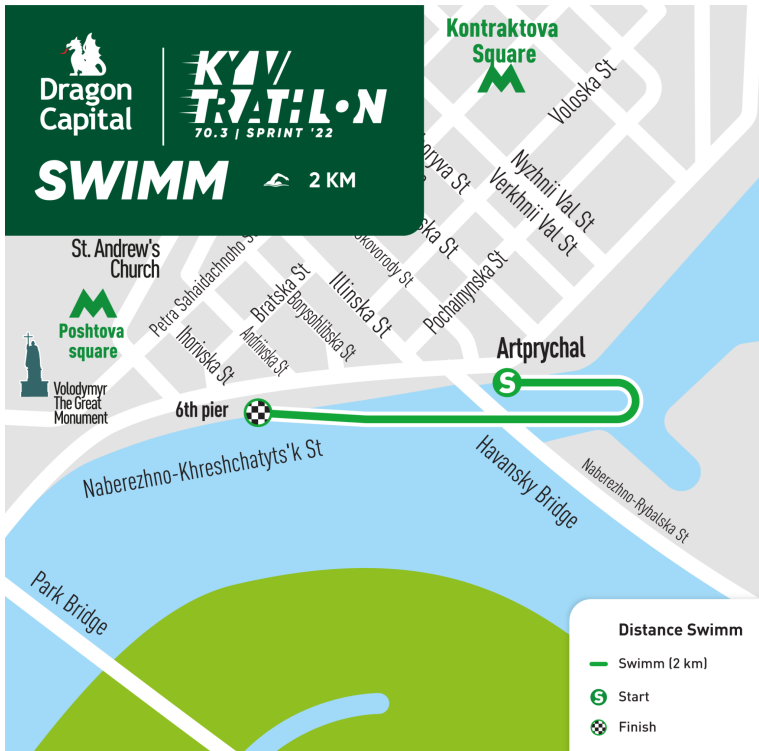 Dragon
Capital
KYIV
TRIATHLON
70.3 | SPRINT '22
SWIMM
2 KM
Kontraktova
Square
Voloska St
Nyzhnii Val St
Verkhnii Val St
St
ska St
St
Pochainynska St
Illinska St
Borysohlibska St
Bratska St
Andriivska St
Petra Sahaidachnoho St
Ihorivska St
St. Andrew's
Church
Poshtova
square
Volodymyr
The Great
Monument
Artprychal
S
6th pier
Naberezhno-Khreshchatyts'k St
Havansky Bridge
Naberezhno-Rybalska St
Park Bridge
Distance Swimm
Swimm (2 km)
S Start
Finish